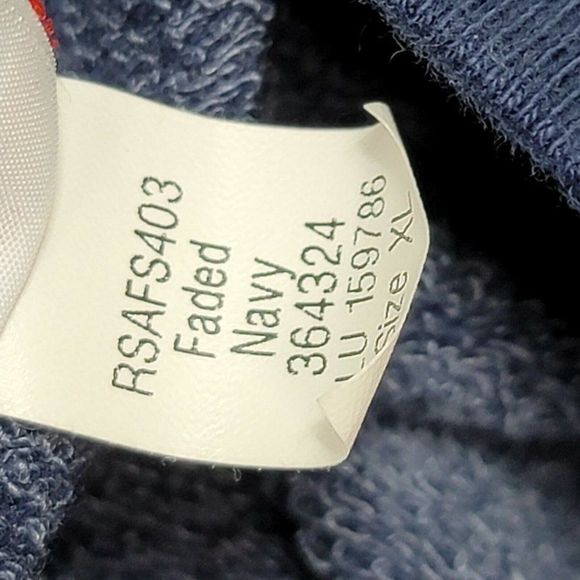 RSAFS403
Faded
Navy
364324
LU 159786
Size XL